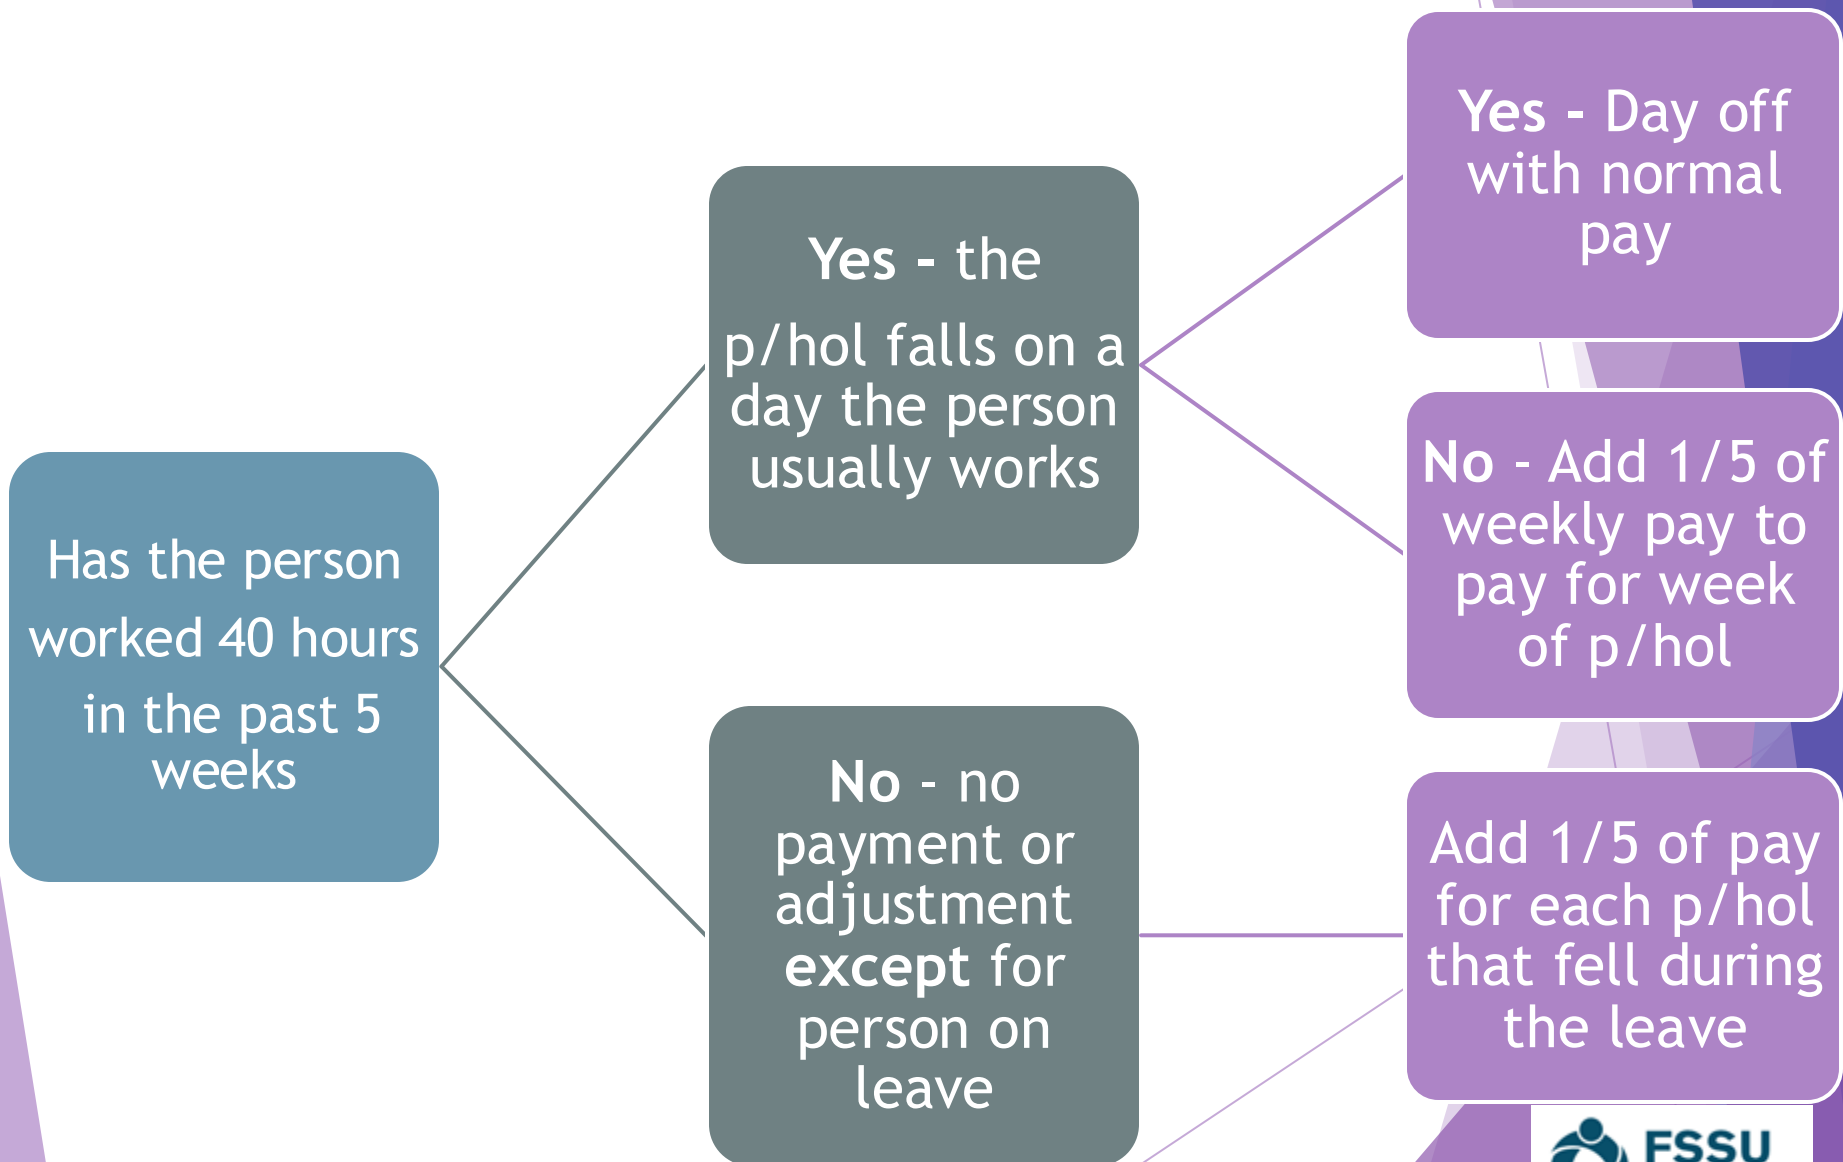 Has the person
worked 40 hours
in the past 5
weeks
Yes - the
p/hol falls on a
day the person
usually works
No - no
payment or
adjustment
except for
person on
leave
Yes - Day off
with normal
pay
No - Add 1/5 of
weekly pay to
pay for week
of p/hol
Add 1/5 of pay
for each p/hol
that fell during
the leave
FSSU